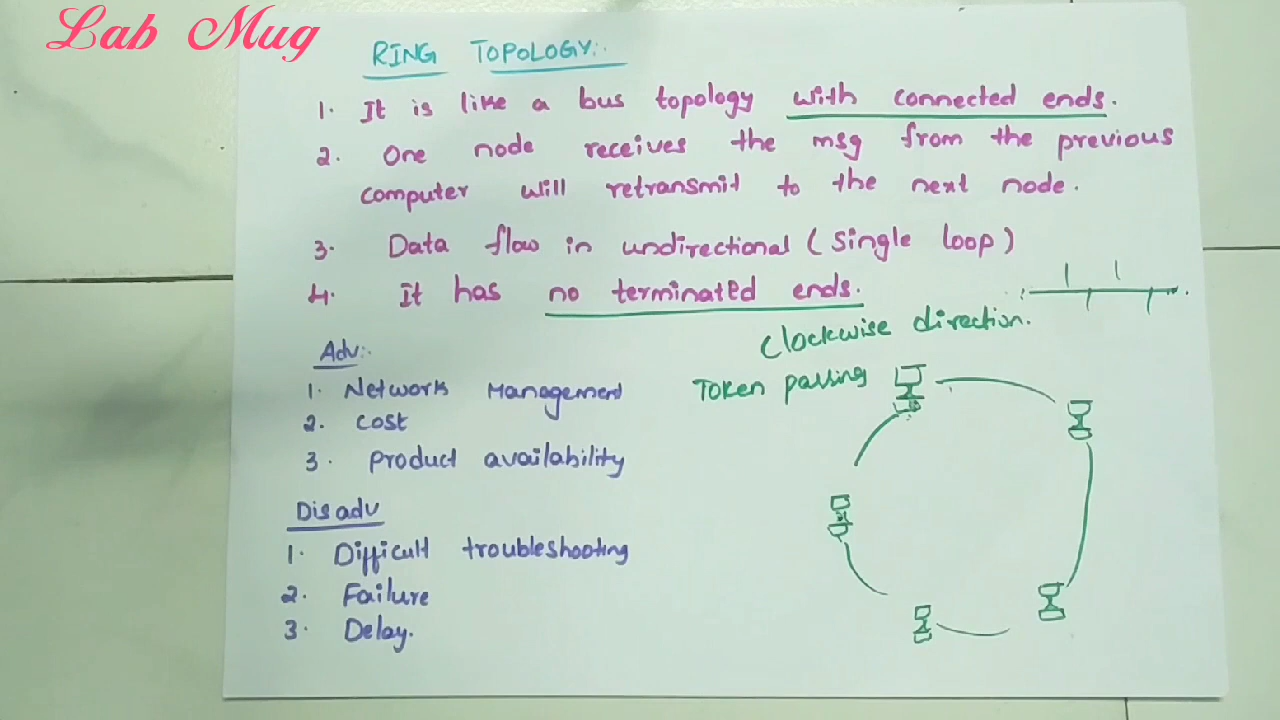 Lab Mug
RING TOPOLOGY:.
1. It is like a bus topology with connected ends.
2. One node receives the msg from the previous
computer will retransmit to the next node.
3. Data flow in undirectional (single loop)
4. It has no terminated ends.
Clockwise direction.
Token passing
Adv:.
1. Network Management
2. Cost
3. Product availability
Disadv
1. Difficult troubleshooting
2. Failure
3. Delay.